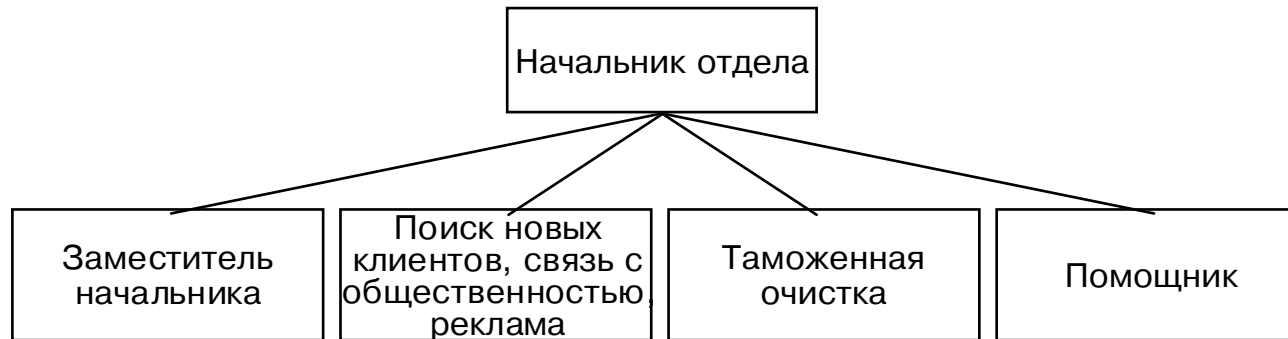 Начальник отдела
Заместитель
начальника
Поиск новых
клиентов, связь с
общественностью,
реклама
Таможенная
очистка
Помощник